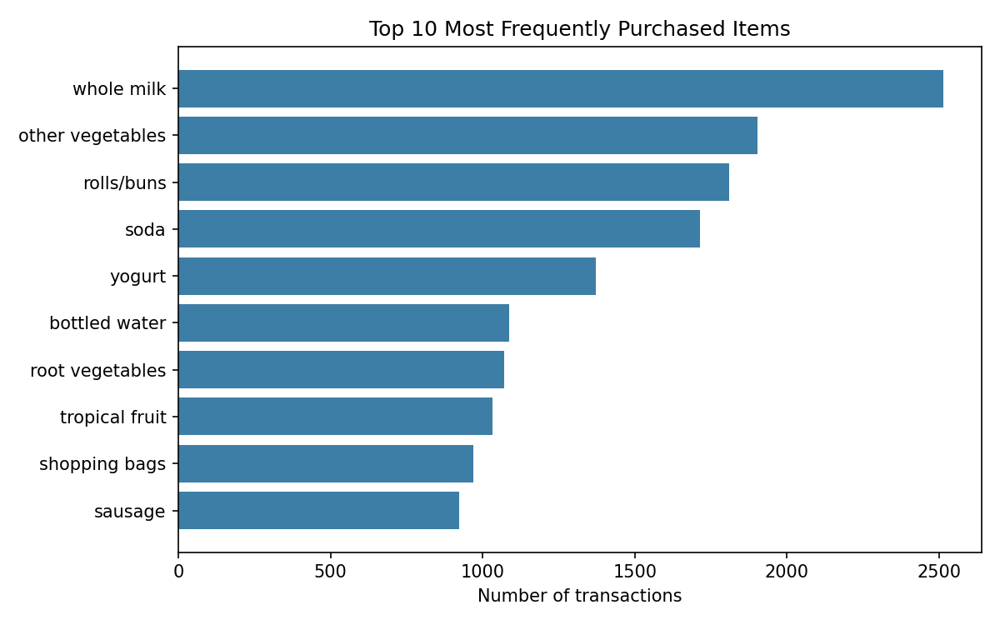 Top 10 Most Frequently Purchased Items
whole milk
other vegetables
rolls/buns
soda
yogurt
bottled water
root vegetables
tropical fruit
shopping bags
sausage
0 500 1000 1500 2000 2500
Number of transactions